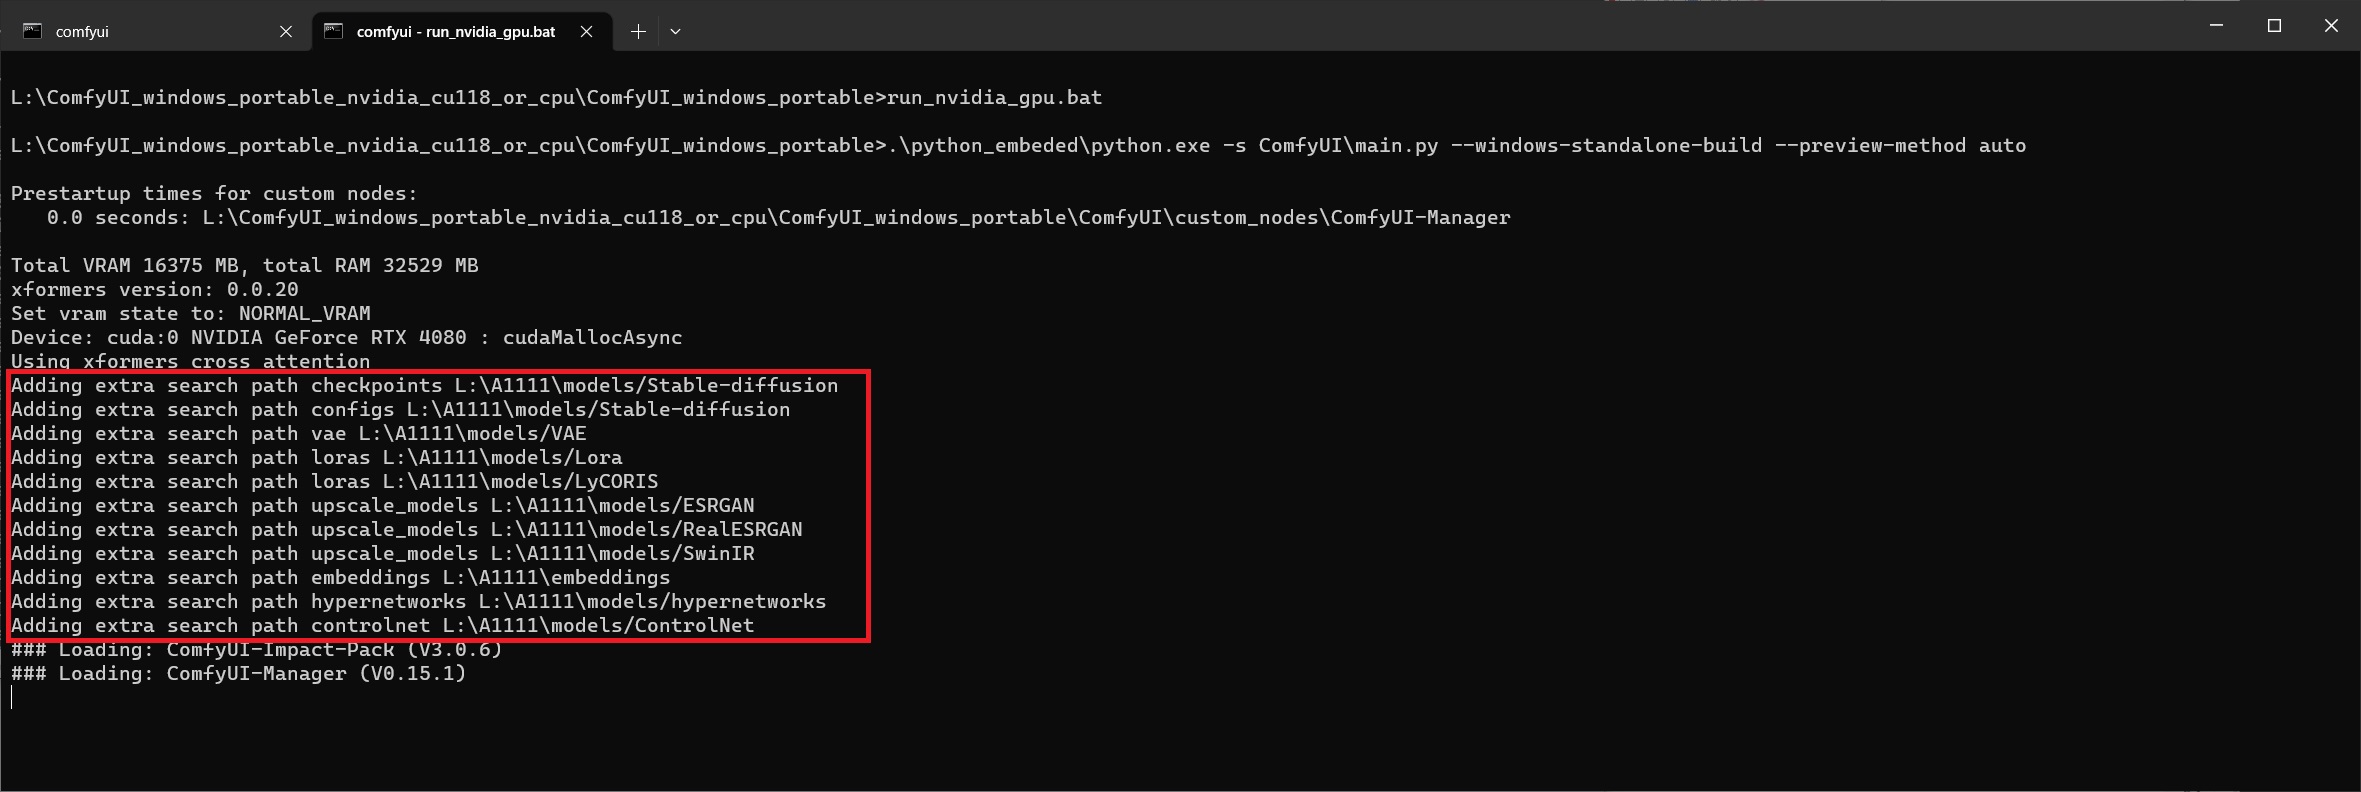 comfyui
comfyui - run_nvidia_gpu.bat
L:\ComfyUI_windows_portable_nvidia_cu118_or_cpu\ComfyUI_windows_portable>run_nvidia_gpu.bat
L:\ComfyUI_windows_portable_nvidia_cu118_or_cpu\ComfyUI_windows_portable>.\python_embeded\python.exe -s ComfyUI\main.py --windows-standalone-build --preview-method auto
Prestartup times for custom nodes:
0.0 seconds: L:\ComfyUI_windows_portable_nvidia_cu118_or_cpu\ComfyUI_windows_portable\ComfyUI\custom_nodes\ComfyUI-Manager
Total VRAM 16375 MB, total RAM 32529 MB
xformers version: 0.0.20
Set vram state to: NORMAL_VRAM
Device: cuda:0 NVIDIA GeForce RTX 4080 : cudaMallocAsync
Using xformers cross attention
Adding extra search path checkpoints L:\A1111\models/Stable-diffusion
Adding extra search path configs L:\A1111\models/Stable-diffusion
Adding extra search path vae L:\A1111\models/VAE
Adding extra search path loras L:\A1111\models/Lora
Adding extra search path loras L:\A1111\models/LyCORIS
Adding extra search path upscale_models L:\A1111\models/ESRGAN
Adding extra search path upscale_models L:\A1111\models/RealESRGAN
Adding extra search path upscale_models L:\A1111\models/SwinIR
Adding extra search path embeddings L:\A1111\embeddings
Adding extra search path hypernetworks L:\A1111\models/hypernetworks
Adding extra search path controlnet L:\A1111\models/ControlNet
### Loading: ComfyUI-Impact-Pack (V3.0.6)
### Loading: ComfyUI-Manager (V0.15.1)